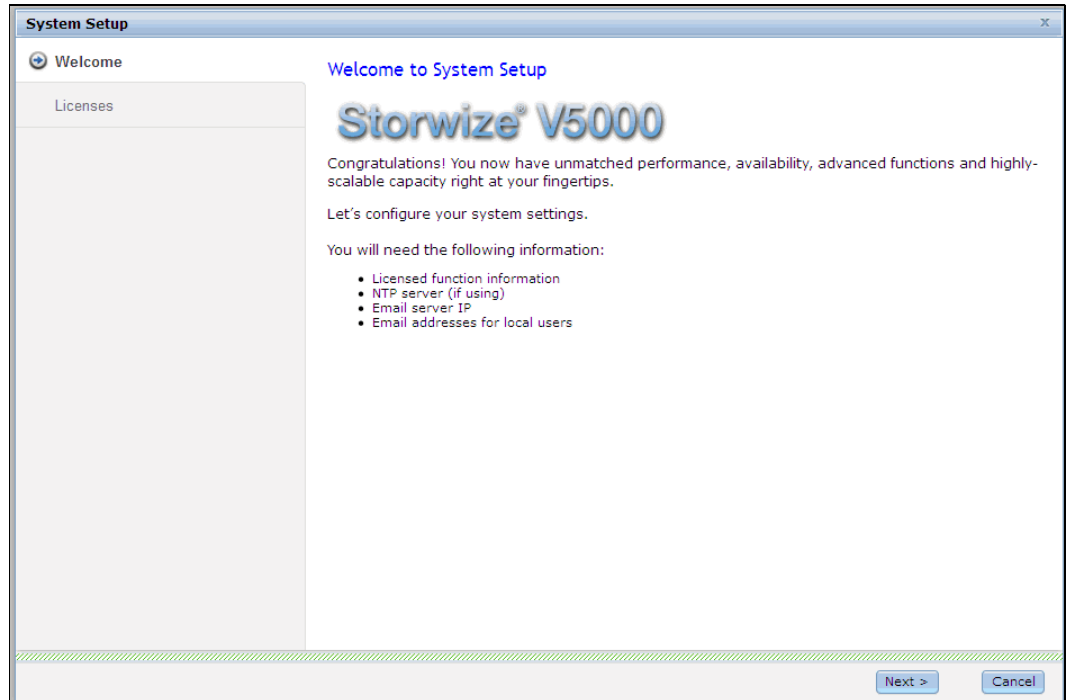 System Setup
x
Welcome
Licenses
Welcome to System Setup
Storwize® V5000
Congratulations! You now have unmatched performance, availability, advanced functions and highly-
scalable capacity right at your fingertips.
Let´s configure your system settings.
You will need the following information:
• Licensed function information
• NTP server (if using)
• Email server IP
• Email addresses for local users
Next >
Cancel